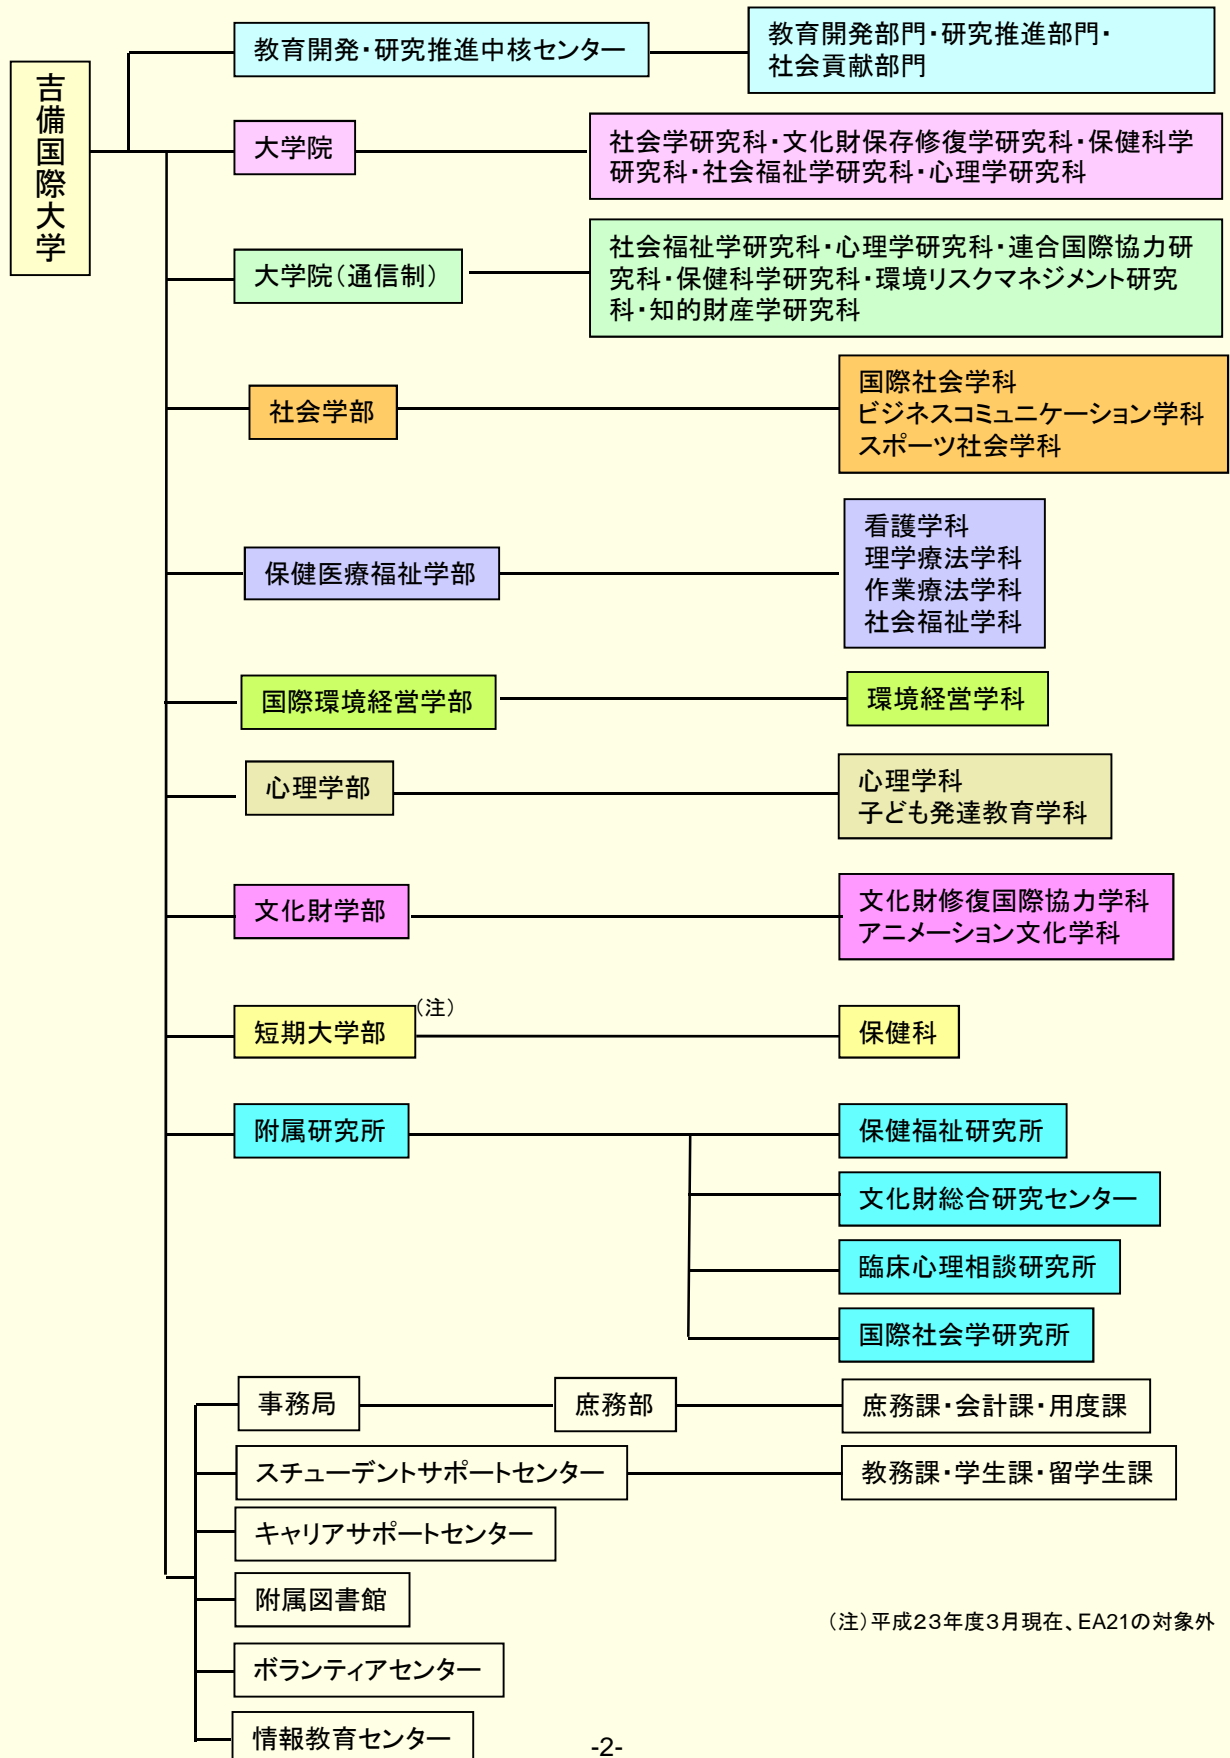 吉備国際大学
教育開発・研究推進中核センター
教育開発部門・研究推進部門・
社会貢献部門
大学院
社会学研究科・文化財保存修復学研究科・保健科学
研究科・社会福祉学研究科・心理学研究科
大学院（通信制）
社会福祉学研究科・心理学研究科・連合国際協力研
究科・保健科学研究科・環境リスクマネジメント研究
科・知的財産学研究科
社会学部
国際社会学科
ビジネスコミュニケーション学科
スポーツ社会学科
保健医療福祉学部
看護学科
理学療法学科
作業療法学科
社会福祉学科
国際環境経営学部
環境経営学科
心理学部
心理学科
子ども発達教育学科
文化財学部
文化財修復国際協力学科
アニメーション文化学科
短期大学部
（注）
保健科
附属研究所
保健福祉研究所
文化財総合研究センター
臨床心理相談研究所
国際社会学研究所
事務局
庶務部
庶務課・会計課・用度課
スチューデントサポートセンター
教務課・学生課・留学生課
キャリアサポートセンター
附属図書館
（注）平成２３年度３月現在、EA21の対象外
ボランティアセンター
情報教育センター
-2-